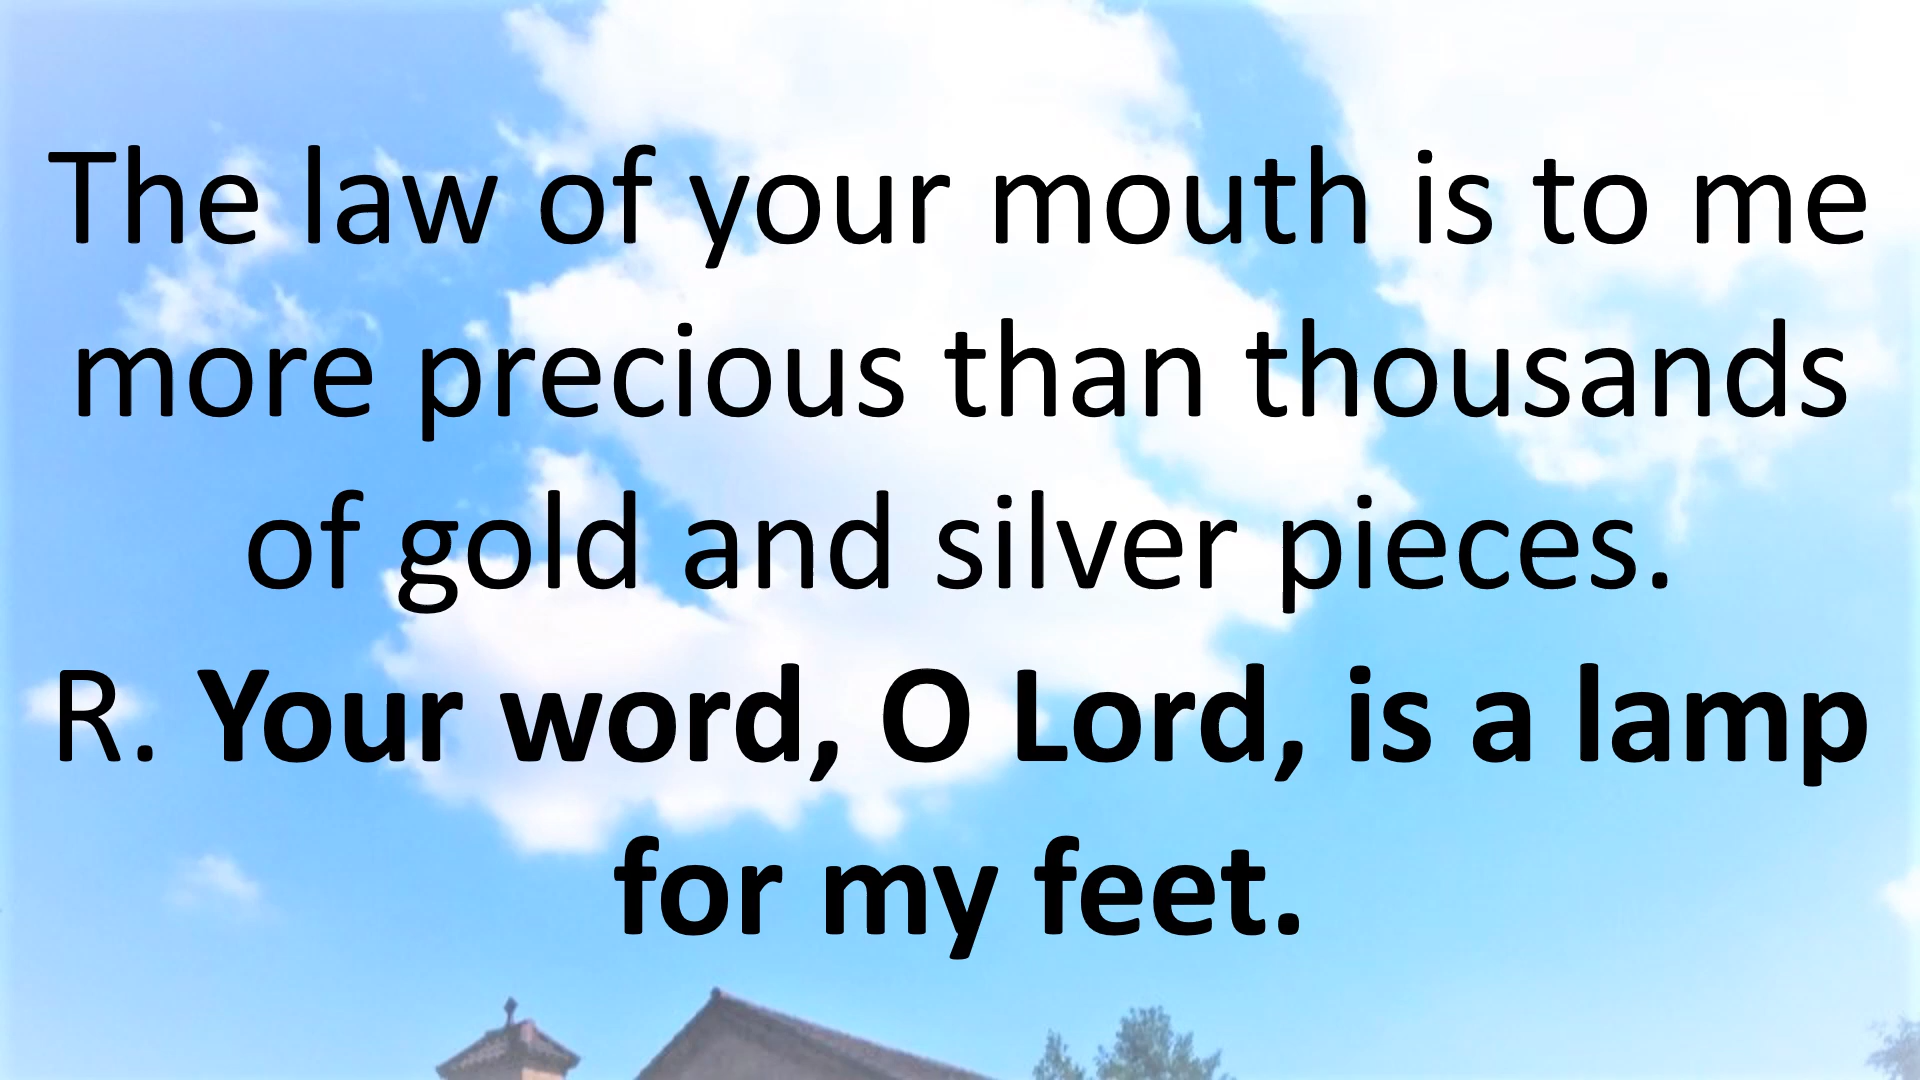 The law of your mouth is to me
more precious than thousands
of gold and silver pieces.
R. Your word, O Lord, is a lamp
for my feet.